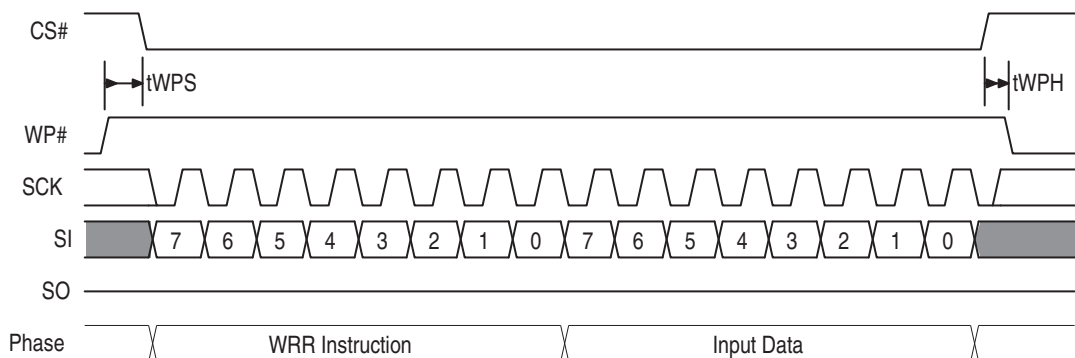 CS#
tWPS tWPH
WP#
SCK
SI 7 6 5 4 3 2 1 0 7 6 5 4 3 2 1 0
SO
Phase WRR Instruction Input Data